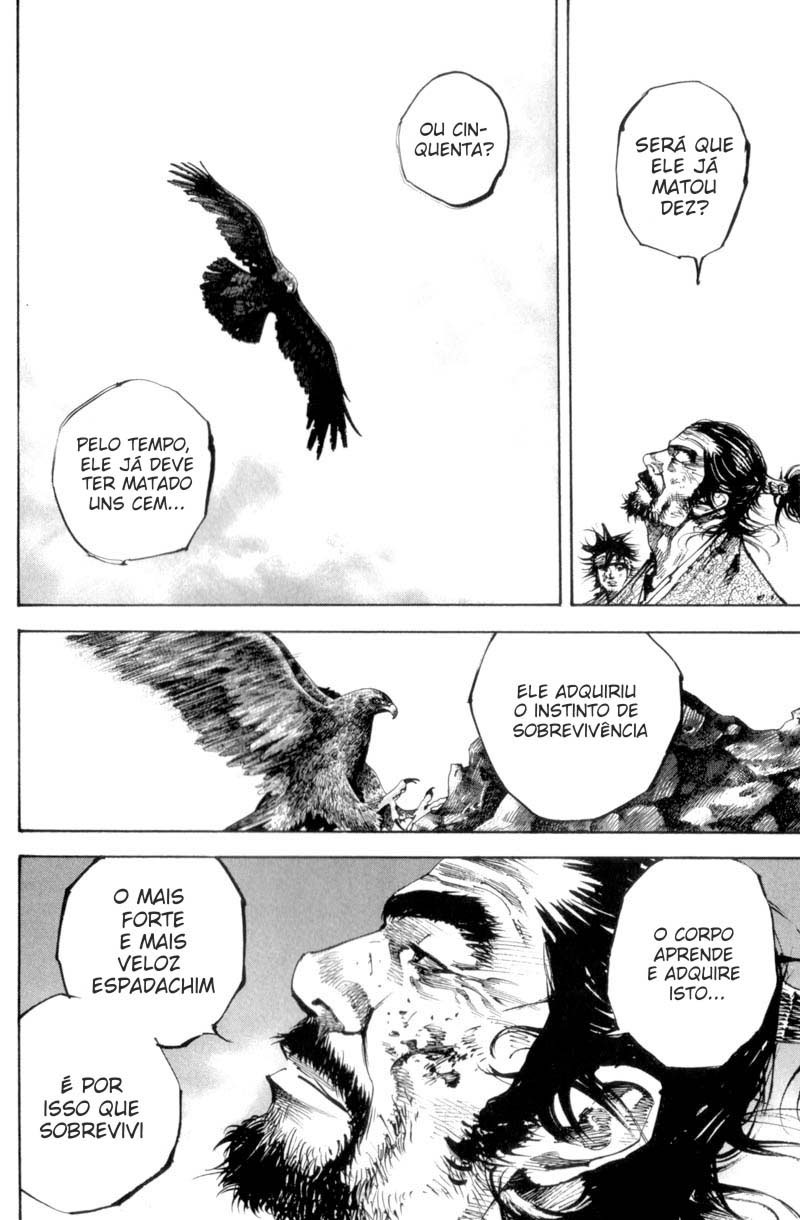 SERÁ QUE
ELE JÁ
MATOU
DEZ?
OU CIN-
QUENTA?
PELO TEMPO,
ELE JÁ DEVE
TER MATADO
UNS CEM...
ELE ADQUIRIU
O INSTINTO DE
SOBREVIVÊNCIA
O CORPO
APRENDE
E ADQUIRE
ISTO...
O MAIS
FORTE
E MAIS
VELOZ
ESPADACHIM
É POR
ISSO QUE
SOBREVIVI